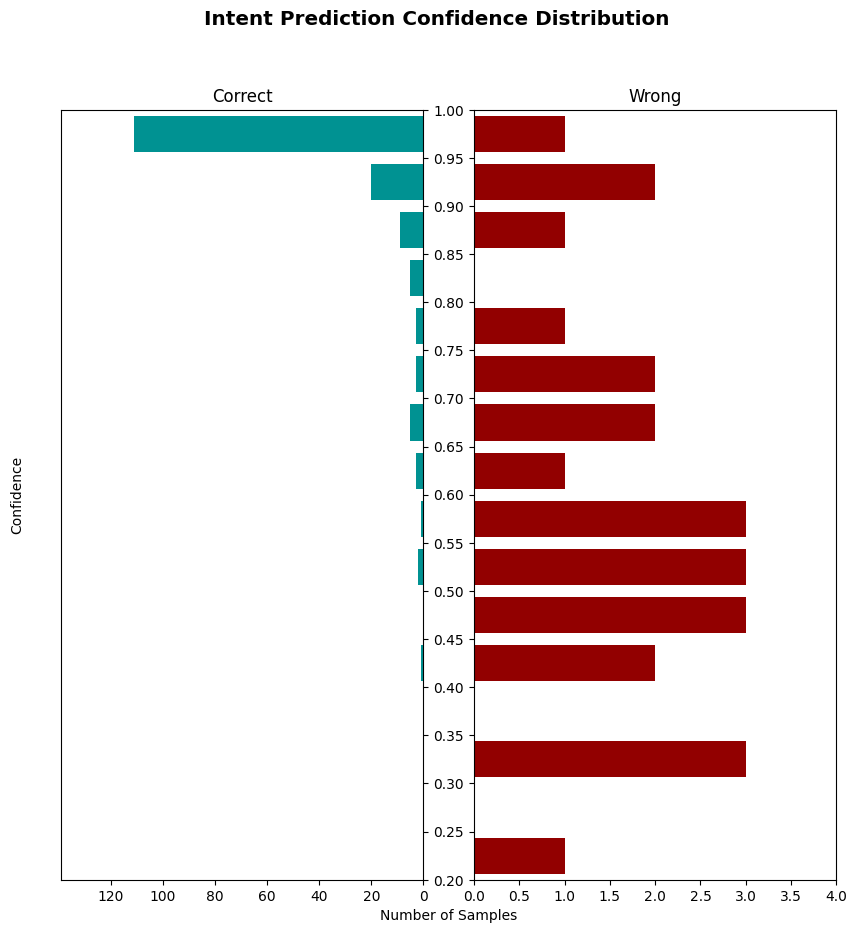 Intent Prediction Confidence Distribution
Correct
Wrong
1.00
0.95
0.90
0.85
0.80
0.75
0.70
0.65
0.60
0.55
0.50
0.45
0.40
0.35
0.30
0.25
0.20
Confidence
120 100 80 60 40 20 0
0.0 0.5 1.0 1.5 2.0 2.5 3.0 3.5 4.0
Number of Samples